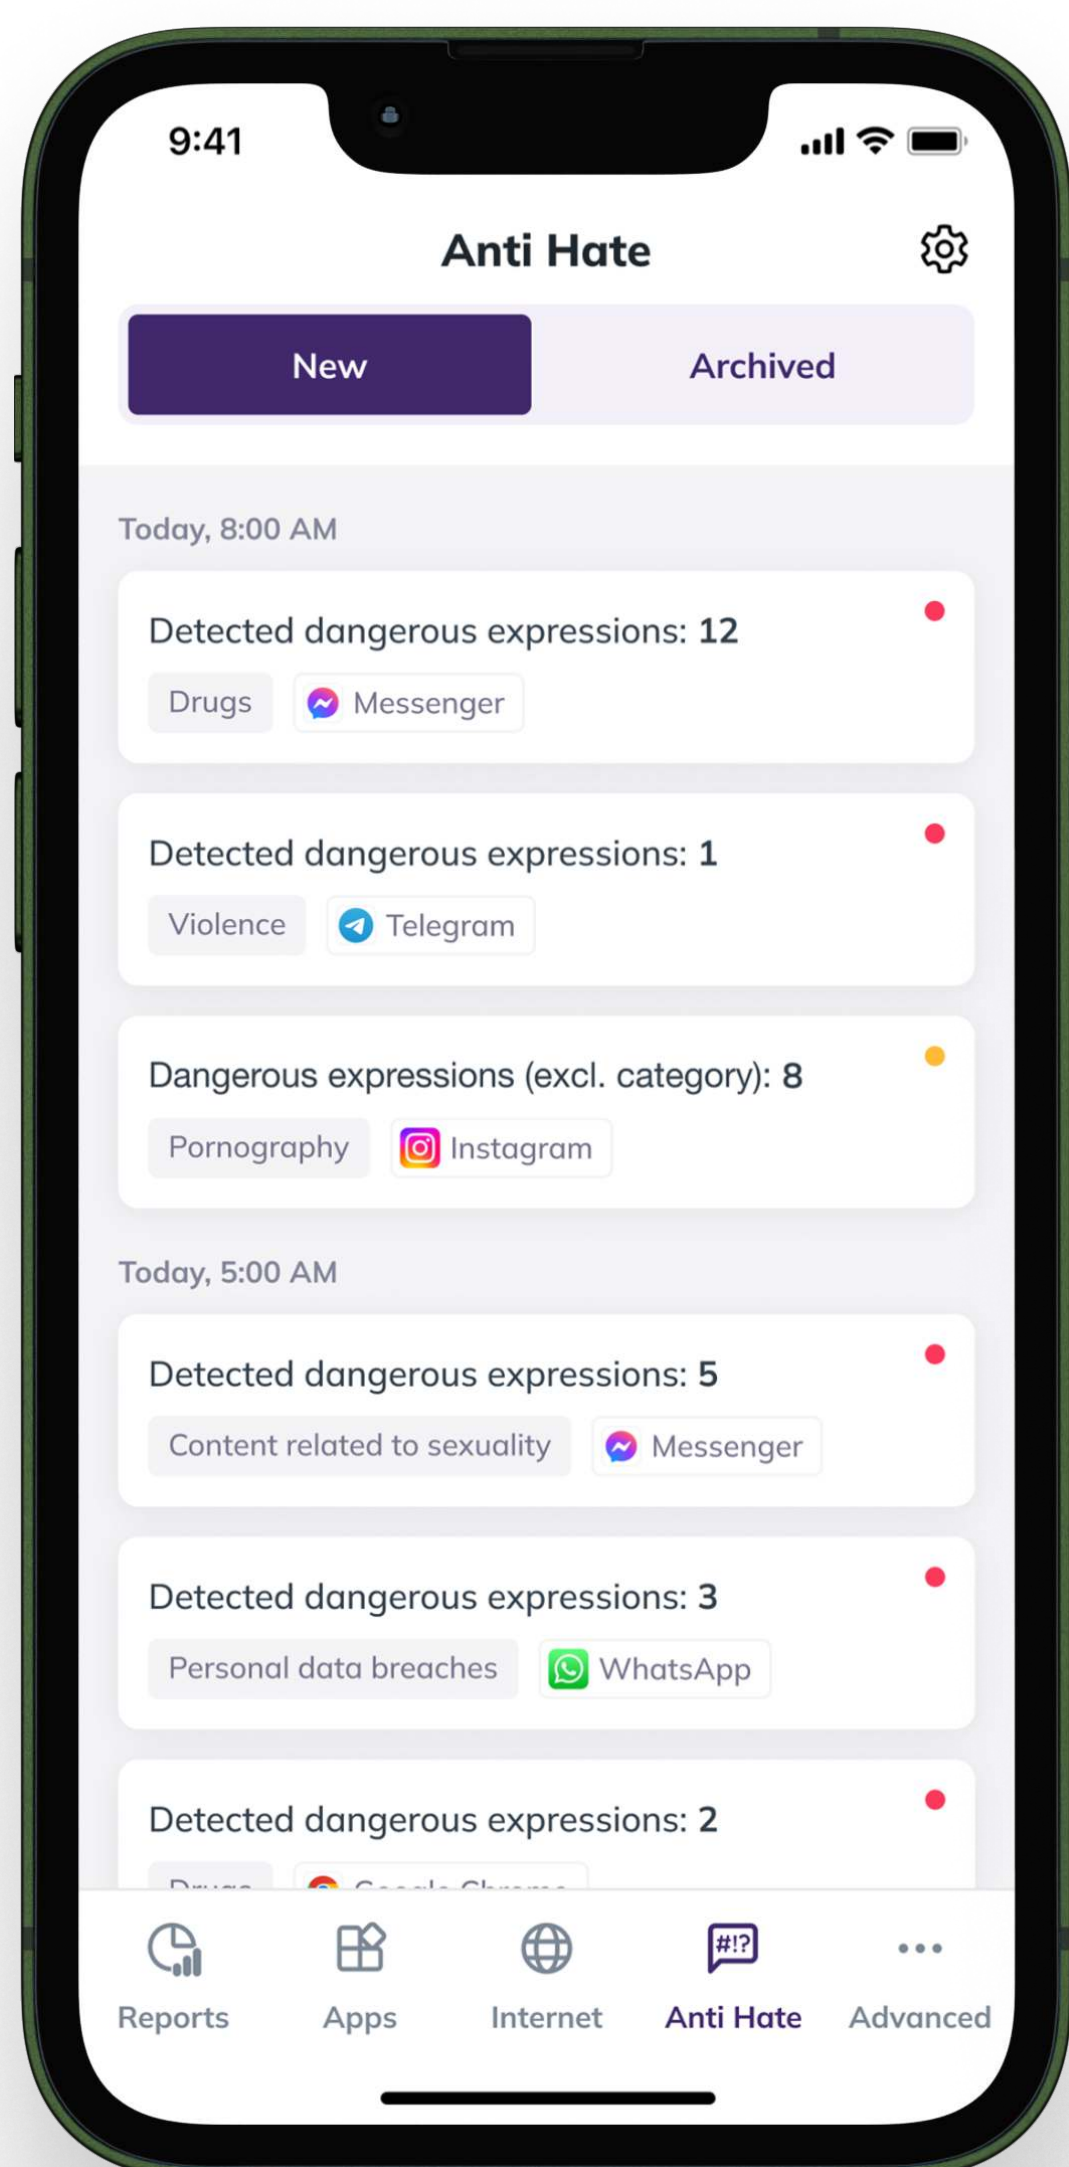 9:41
Anti Hate
New
Archived
Today, 8:00 AM
Detected dangerous expressions: 12
Drugs
Messenger
Detected dangerous expressions: 1
Violence
Telegram
Dangerous expressions (excl. category): 8
Pornography
Instagram
Today, 5:00 AM
Detected dangerous expressions: 5
Content related to sexuality
Messenger
Detected dangerous expressions: 3
Personal data breaches
WhatsApp
Detected dangerous expressions: 2
Drugs
Google Chrome
#!?
Reports
Apps
Internet
Anti Hate
Advanced